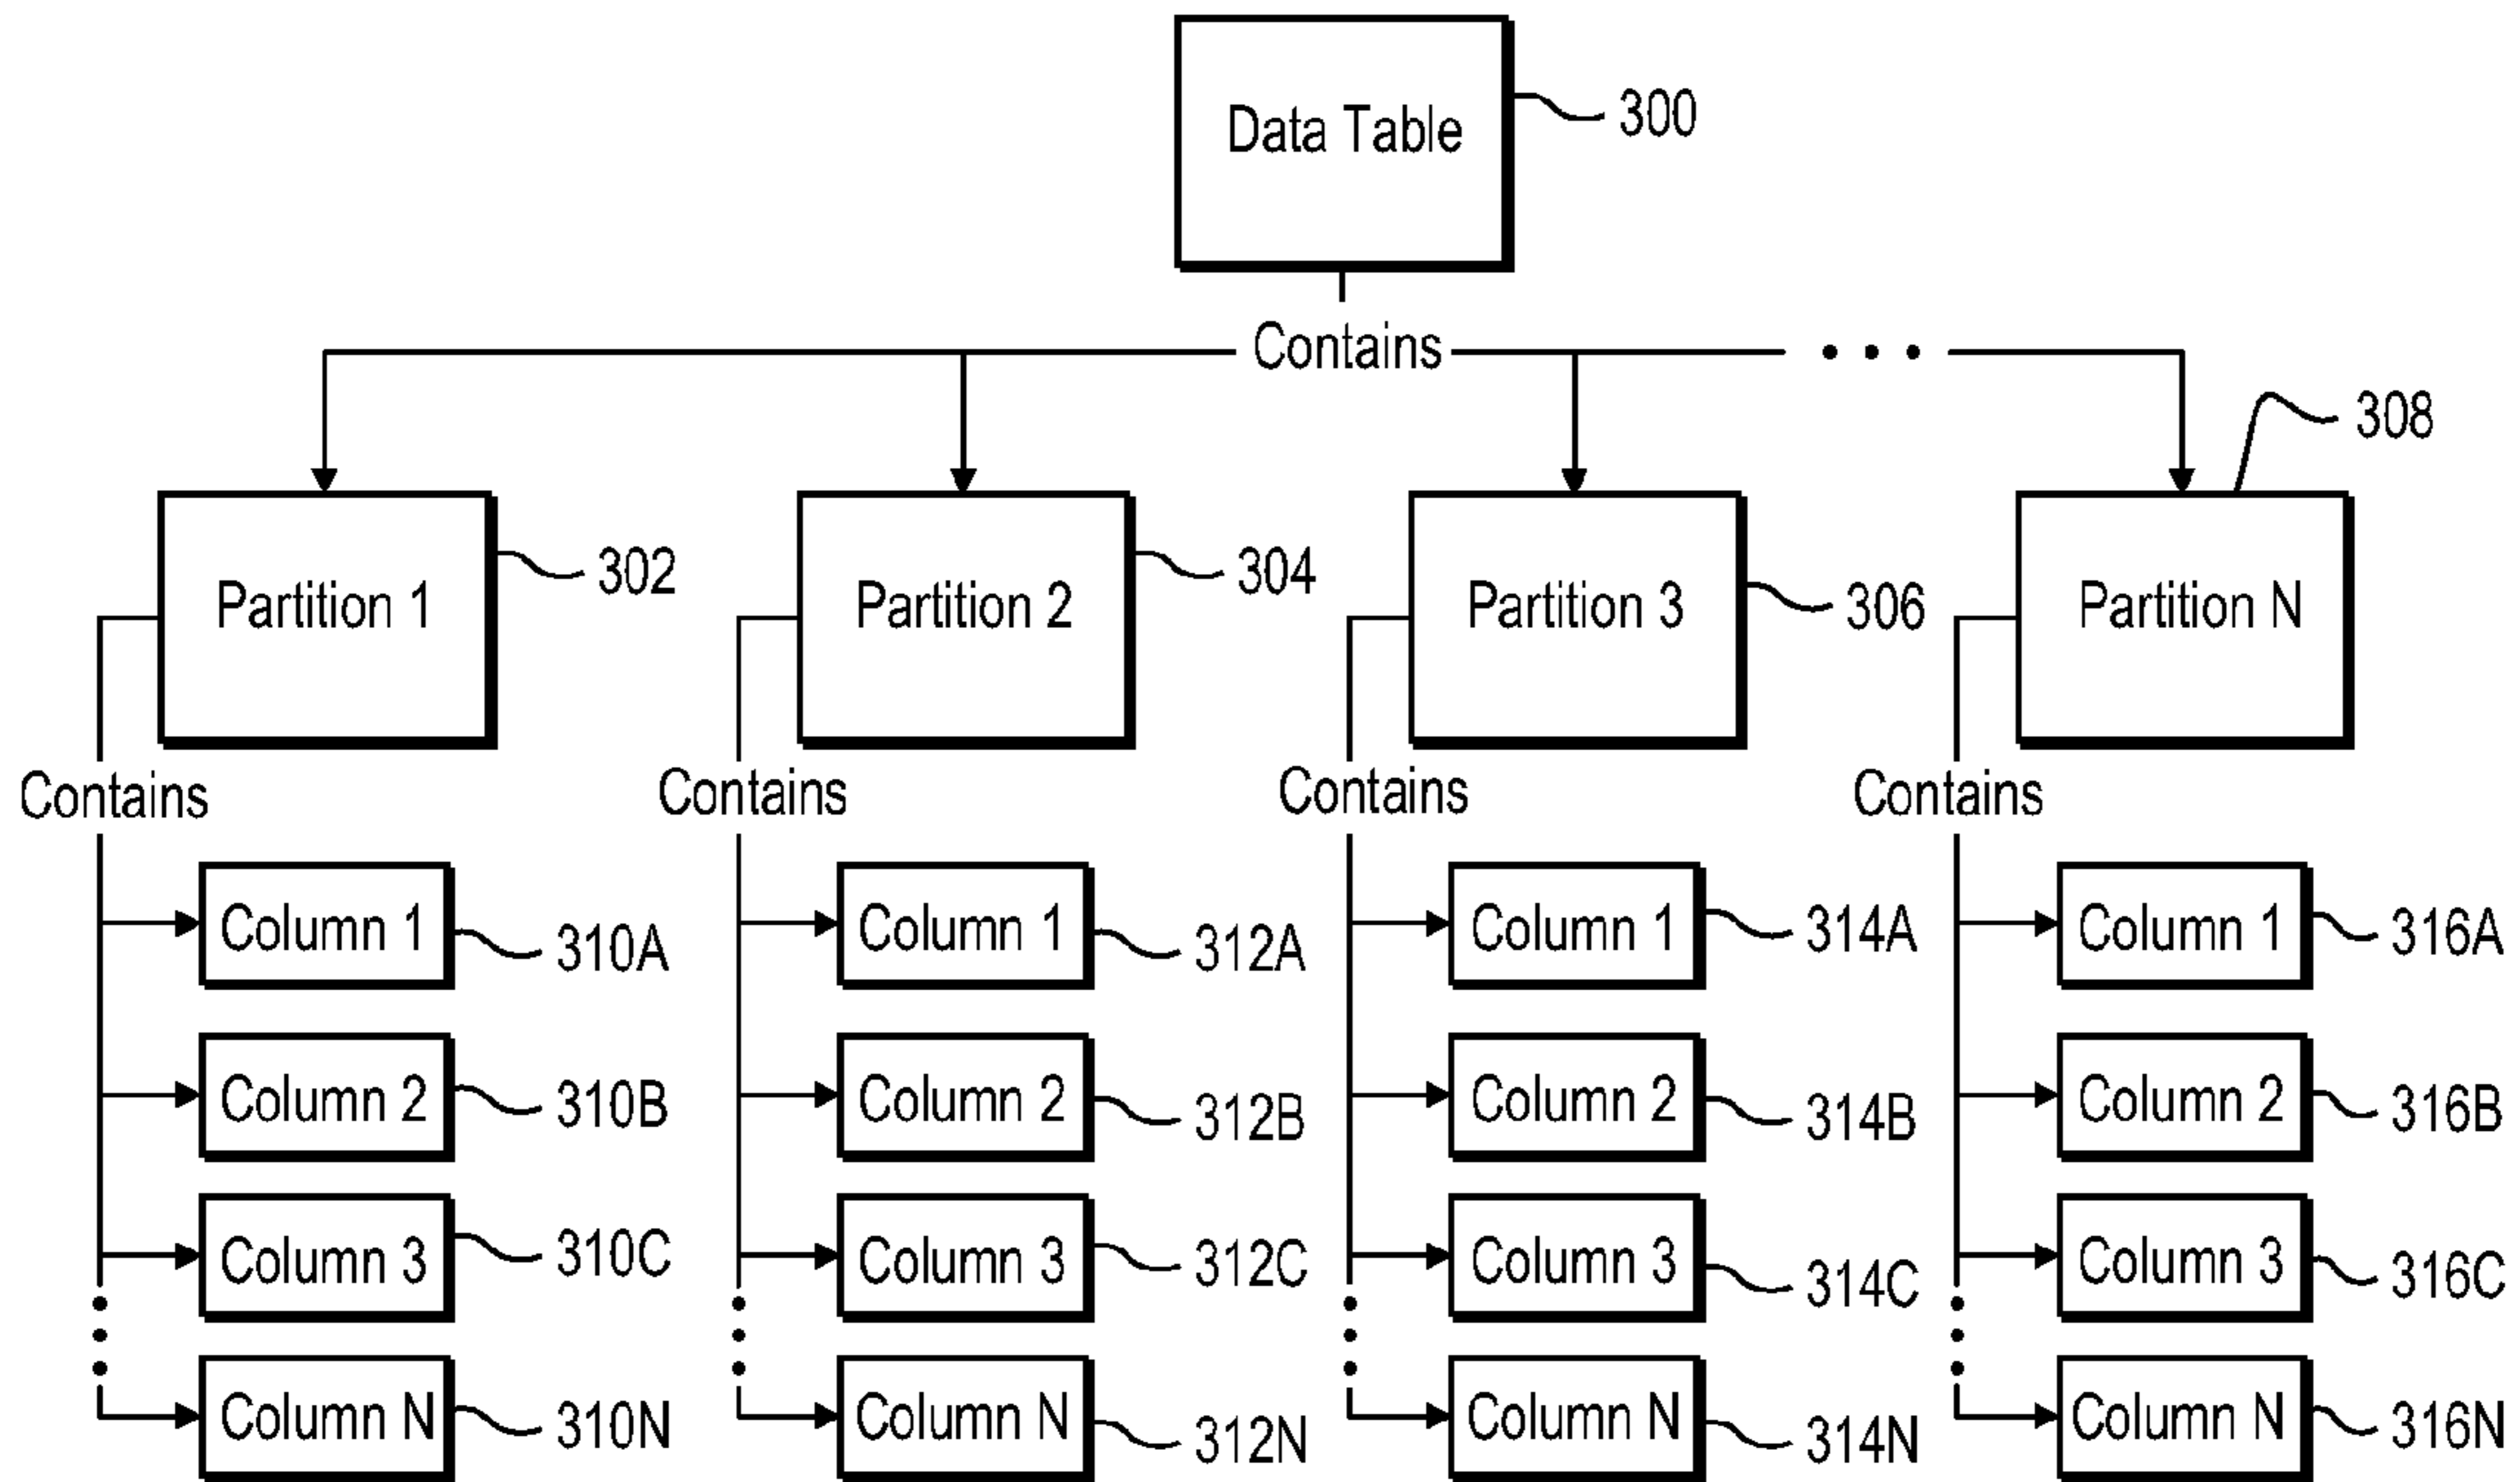 Data Table
300
Contains
308
Partition 1
302
Partition 2
304
Partition 3
306
Partition N
Contains
Contains
Contains
Contains
Column 1
310A
Column 1
312A
Column 1
314A
Column 1
316A
Column 2
310B
Column 2
312B
Column 2
314B
Column 2
316B
Column 3
310C
Column 3
312C
Column 3
314C
Column 3
316C
Column N
310N
Column N
312N
Column N
314N
Column N
316N